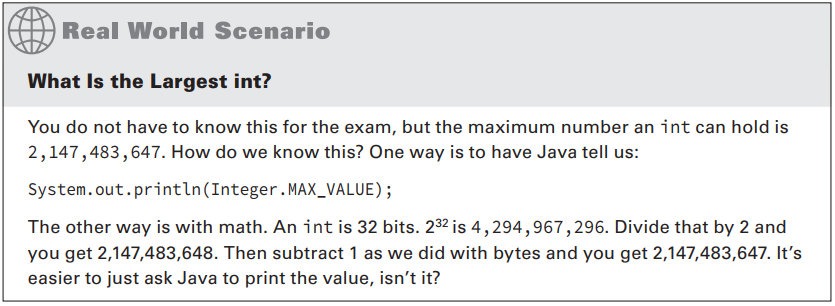 Real World Scenario
What Is the Largest int?
You do not have to know this for the exam, but the maximum number an int can hold is
2,147,483,647. How do we know this? One way is to have Java tell us:
System.out.println(Integer.MAX_VALUE);
The other way is with math. An int is 32 bits. 2³² is 4,294,967,296. Divide that by 2 and
you get 2,147,483,648. Then subtract 1 as we did with bytes and you get 2,147,483,647. It’s
easier to just ask Java to print the value, isn’t it?